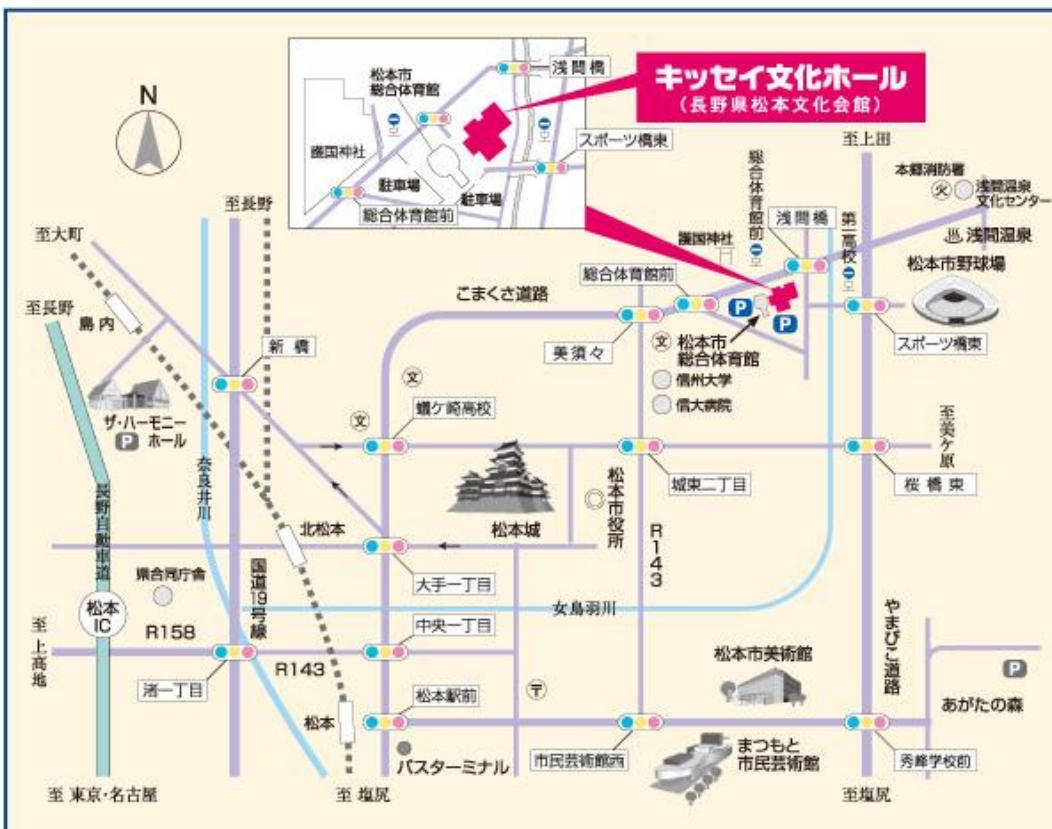 キッセイ文化ホール
(長野県松本文化会館)
浅間橋
松本市
総合体育館
スポーツ橋東
護国神社
駐車場
駐車場
総合体育館前
N
至上田
本郷消防署
火
浅間温泉
文化センター
浅間温泉
総合体育館前
浅間橋
第一高校
護国神社
松本市野球場
至長野
至大町
総合体育館前
こまくさ道路
P
P
至長野
島内
新橋
美須々
文
松本市
総合体育館
スポーツ橋東
信州大学
信大病院
文
文
蟻ケ崎高校
ザ・ハーモニー
P ホール
至美ケ原
奈良井川
松本城
松本市役所
城東二丁目
桜橋東
長野自動車道
北松本
R143
大手一丁目
県合同庁舎
国道19号線
女鳥羽川
松本
IC
R158
至上高地
中央一丁目
やまびこ道路
R143
渚一丁目
松本市美術館
松本駅前
〒
P
松本
あがたの森
バスターミナル
市民芸術館西
まつもと
市民芸術館
秀峰学校前
至 東京・名古屋
至 塩尻
至塩尻